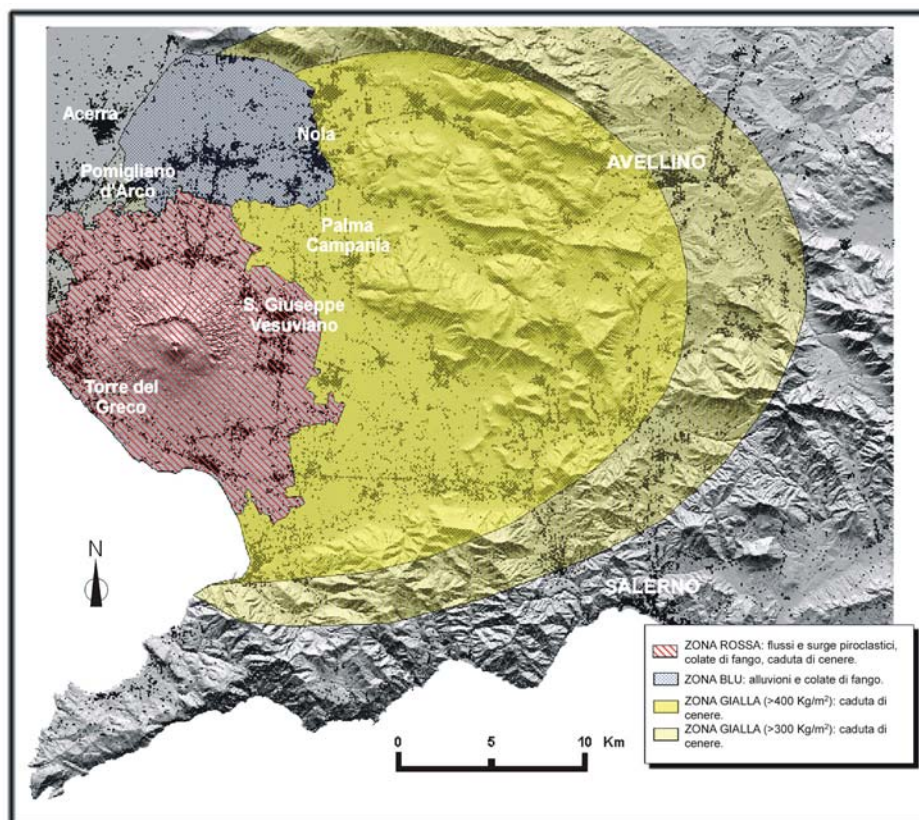 Acerra
Nola
Pomigliano
d'Arco
AVELLINO
Palma
Campania
S. Giuseppe
Vesuviano
Torre del
Greco
N
SALERNO
ZONA ROSSA: flussi e surge piroclastici,
colate di fango, caduta di cenere.
ZONA BLU: alluvioni e colate di fango.
ZONA GIALLA (>400 Kg/m²): caduta di
cenere.
ZONA GIALLA (>300 Kg/m²): caduta di
cenere.
0 5 10 Km